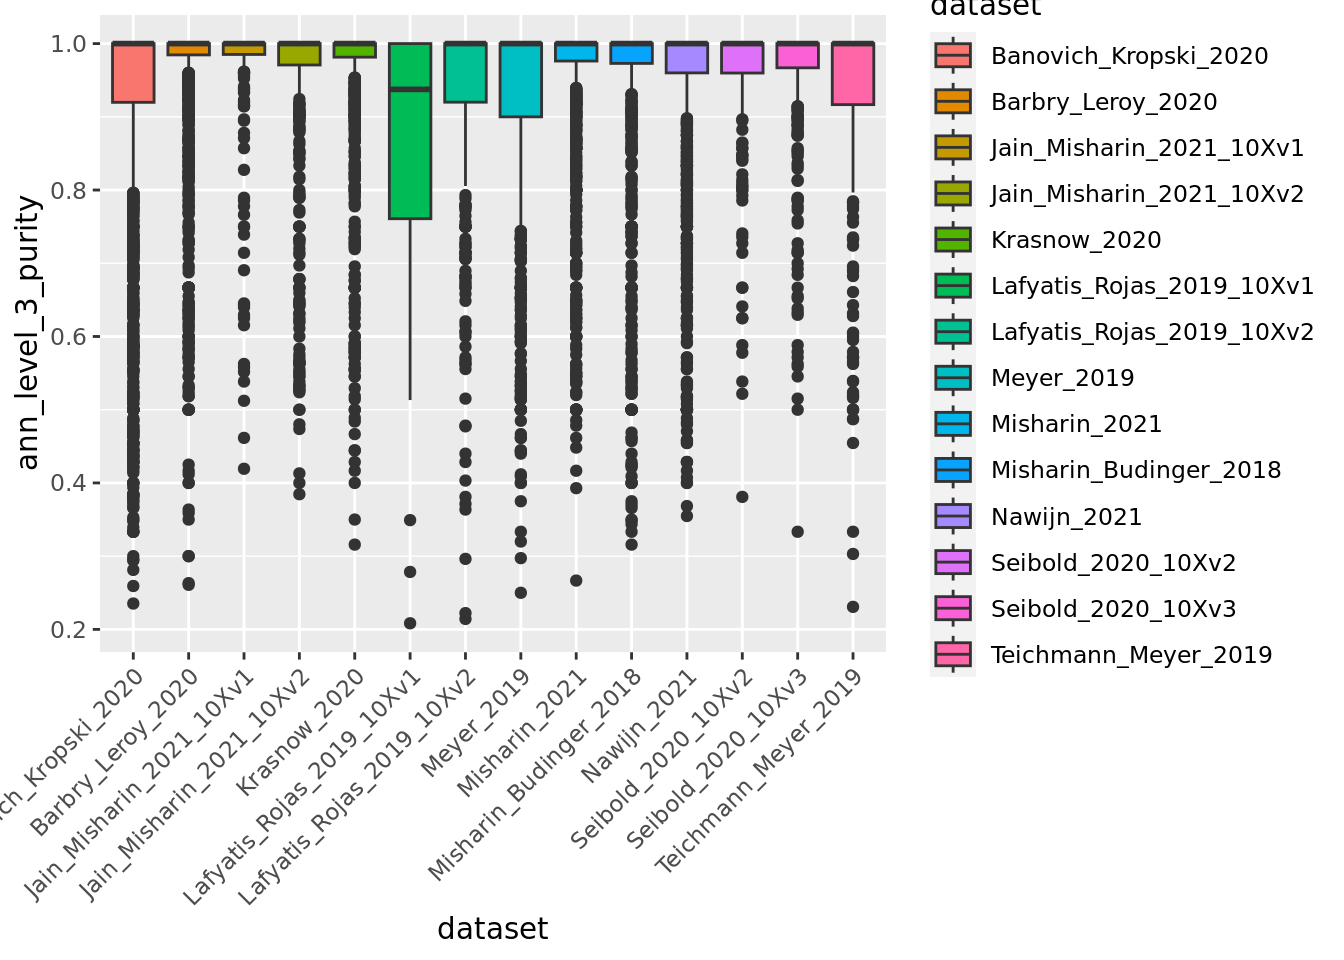 dataset
1.0
0.8
0.6
0.4
0.2
ann_level_3_purity
Banovich_Kropski_2020
Barbry_Leroy_2020
Jain_Misharin_2021_10Xv1
Jain_Misharin_2021_10Xv2
Krasnow_2020
Lafyatis_Rojas_2019_10Xv1
Lafyatis_Rojas_2019_10Xv2
Meyer_2019
Misharin_2021
Misharin_Budinger_2018
Nawijn_2021
Seibold_2020_10Xv2
Seibold_2020_10Xv3
Teichmann_Meyer_2019
ch_Kropski_2020
Barbry_Leroy_2020
Jain_Misharin_2021_10Xv1
Jain_Misharin_2021_10Xv2
Krasnow_2020
Lafyatis_Rojas_2019_10Xv1
Lafyatis_Rojas_2019_10Xv2
Meyer_2019
Misharin_2021
Misharin_Budinger_2018
Nawijn_2021
Seibold_2020_10Xv2
Seibold_2020_10Xv3
Teichmann_Meyer_2019
dataset